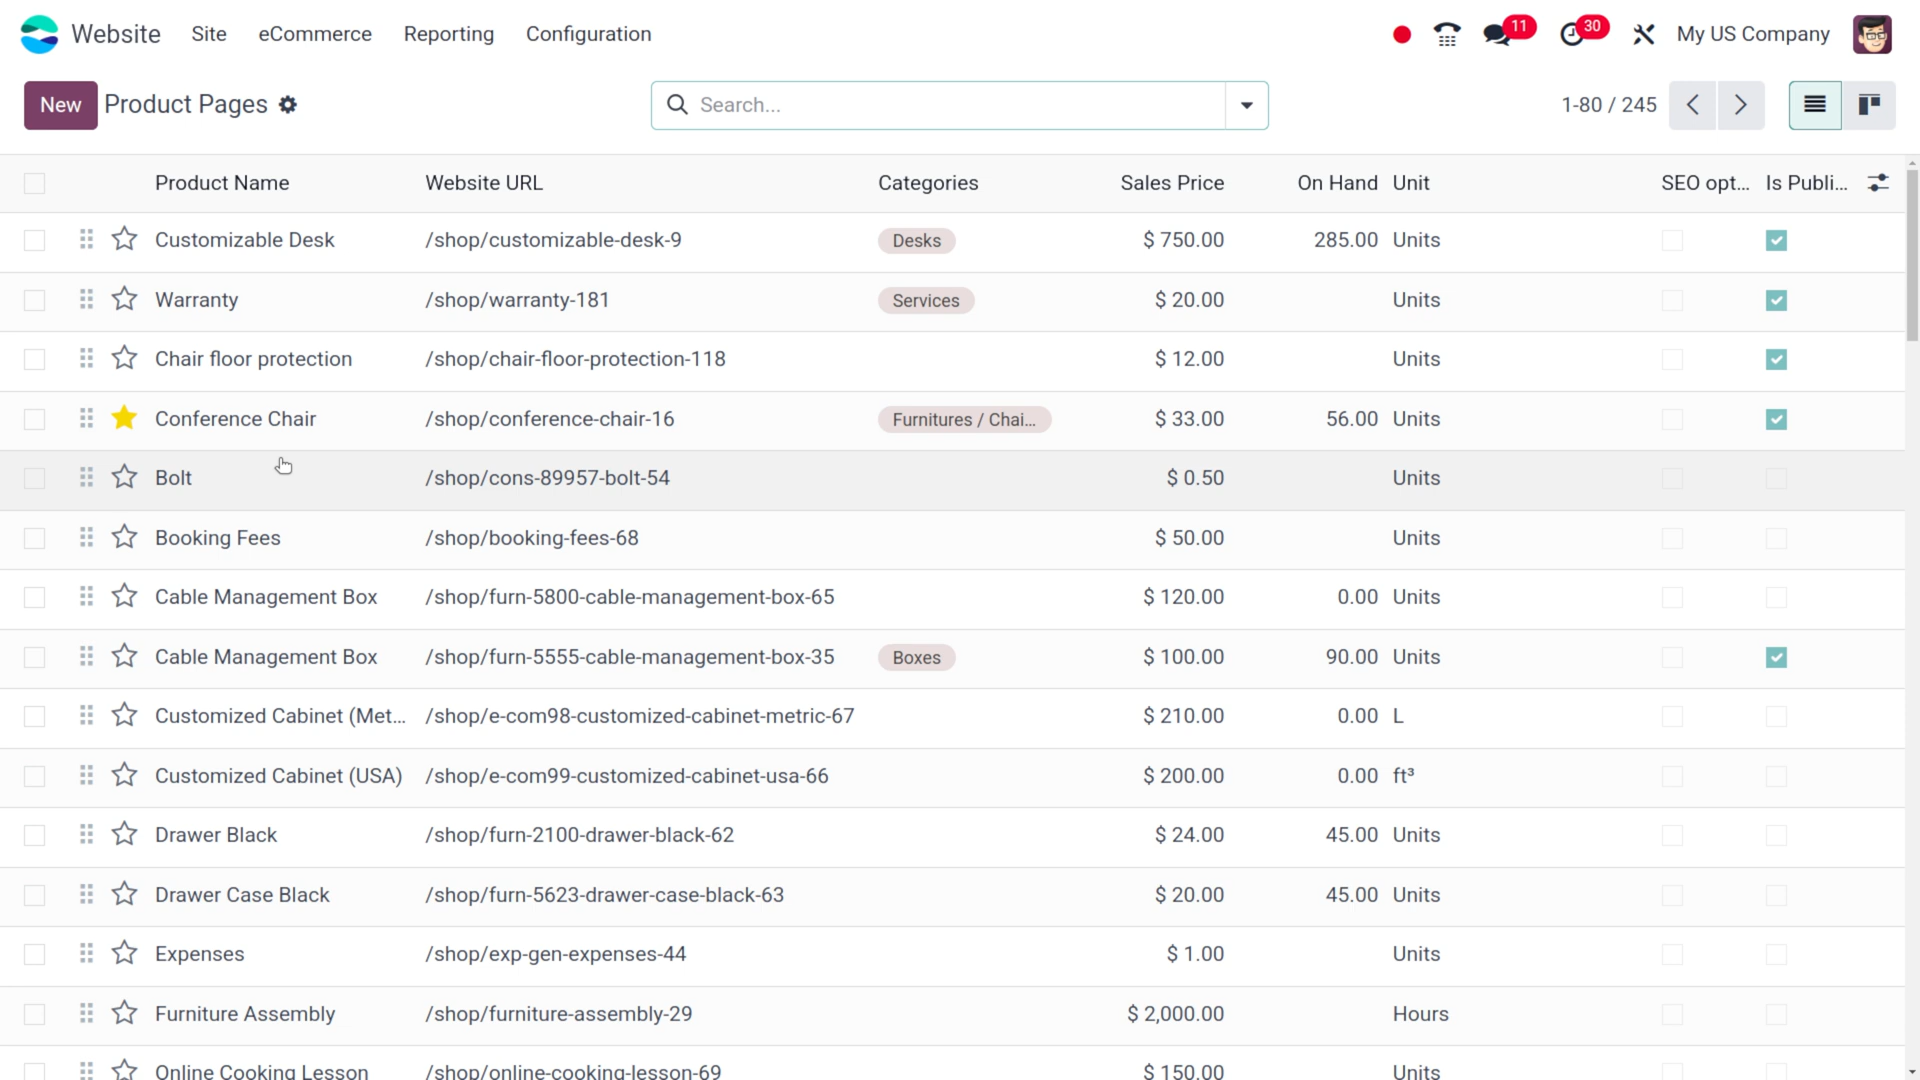 Website Site eCommerce Reporting Configuration 11 30 My US Company
New Product Pages Search... 1-80 / 245
Product Name Website URL Categories Sales Price On Hand Unit SEO opt... Is Publi...
Customizable Desk /shop/customizable-desk-9 Desks $ 750.00 285.00 Units
Warranty /shop/warranty-181 Services $ 20.00 Units
Chair floor protection /shop/chair-floor-protection-118 $ 12.00 Units
Conference Chair /shop/conference-chair-16 Furnitures / Chai... $ 33.00 56.00 Units
Bolt /shop/cons-89957-bolt-54 $ 0.50 Units
Booking Fees /shop/booking-fees-68 $ 50.00 Units
Cable Management Box /shop/furn-5800-cable-management-box-65 $ 120.00 0.00 Units
Cable Management Box /shop/furn-5555-cable-management-box-35 Boxes $ 100.00 90.00 Units
Customized Cabinet (Met... /shop/e-com98-customized-cabinet-metric-67 $ 210.00 0.00 L
Customized Cabinet (USA) /shop/e-com99-customized-cabinet-usa-66 $ 200.00 0.00 ft³
Drawer Black /shop/furn-2100-drawer-black-62 $ 24.00 45.00 Units
Drawer Case Black /shop/furn-5623-drawer-case-black-63 $ 20.00 45.00 Units
Expenses /shop/exp-gen-expenses-44 $ 1.00 Units
Furniture Assembly /shop/furniture-assembly-29 $ 2,000.00 Hours
Online Cooking Lesson /shop/online-cooking-lesson-69 $ 150.00 Units